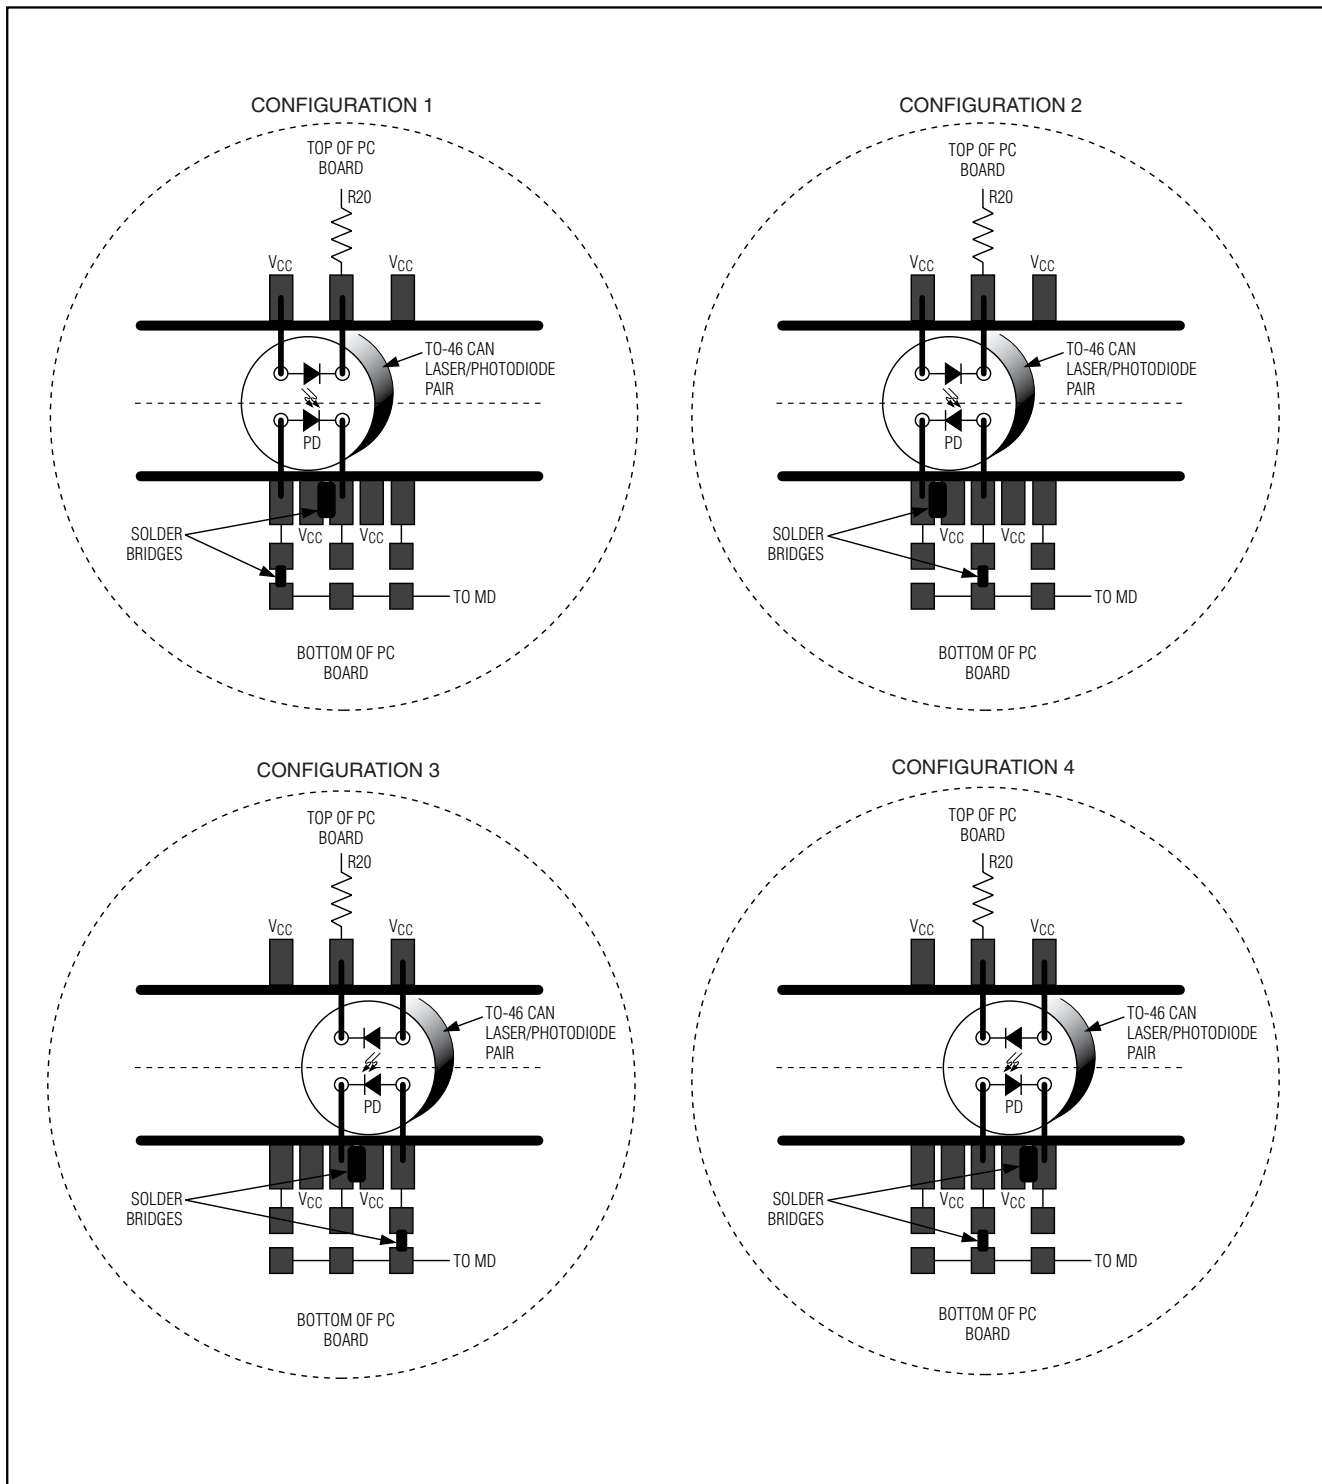 CONFIGURATION 1
TOP OF PC
BOARD
R20
VCC
VCC
TO-46 CAN
LASER/PHOTODIODE
PAIR
PD
SOLDER
BRIDGES
VCC
VCC
TO MD
BOTTOM OF PC
BOARD
CONFIGURATION 2
TOP OF PC
BOARD
R20
VCC
VCC
TO-46 CAN
LASER/PHOTODIODE
PAIR
PD
SOLDER
BRIDGES
VCC
VCC
TO MD
BOTTOM OF PC
BOARD
CONFIGURATION 3
TOP OF PC
BOARD
R20
VCC
VCC
TO-46 CAN
LASER/PHOTODIODE
PAIR
PD
SOLDER
BRIDGES
VCC
VCC
TO MD
BOTTOM OF PC
BOARD
CONFIGURATION 4
TOP OF PC
BOARD
R20
VCC
VCC
TO-46 CAN
LASER/PHOTODIODE
PAIR
PD
SOLDER
BRIDGES
VCC
VCC
TO MD
BOTTOM OF PC
BOARD